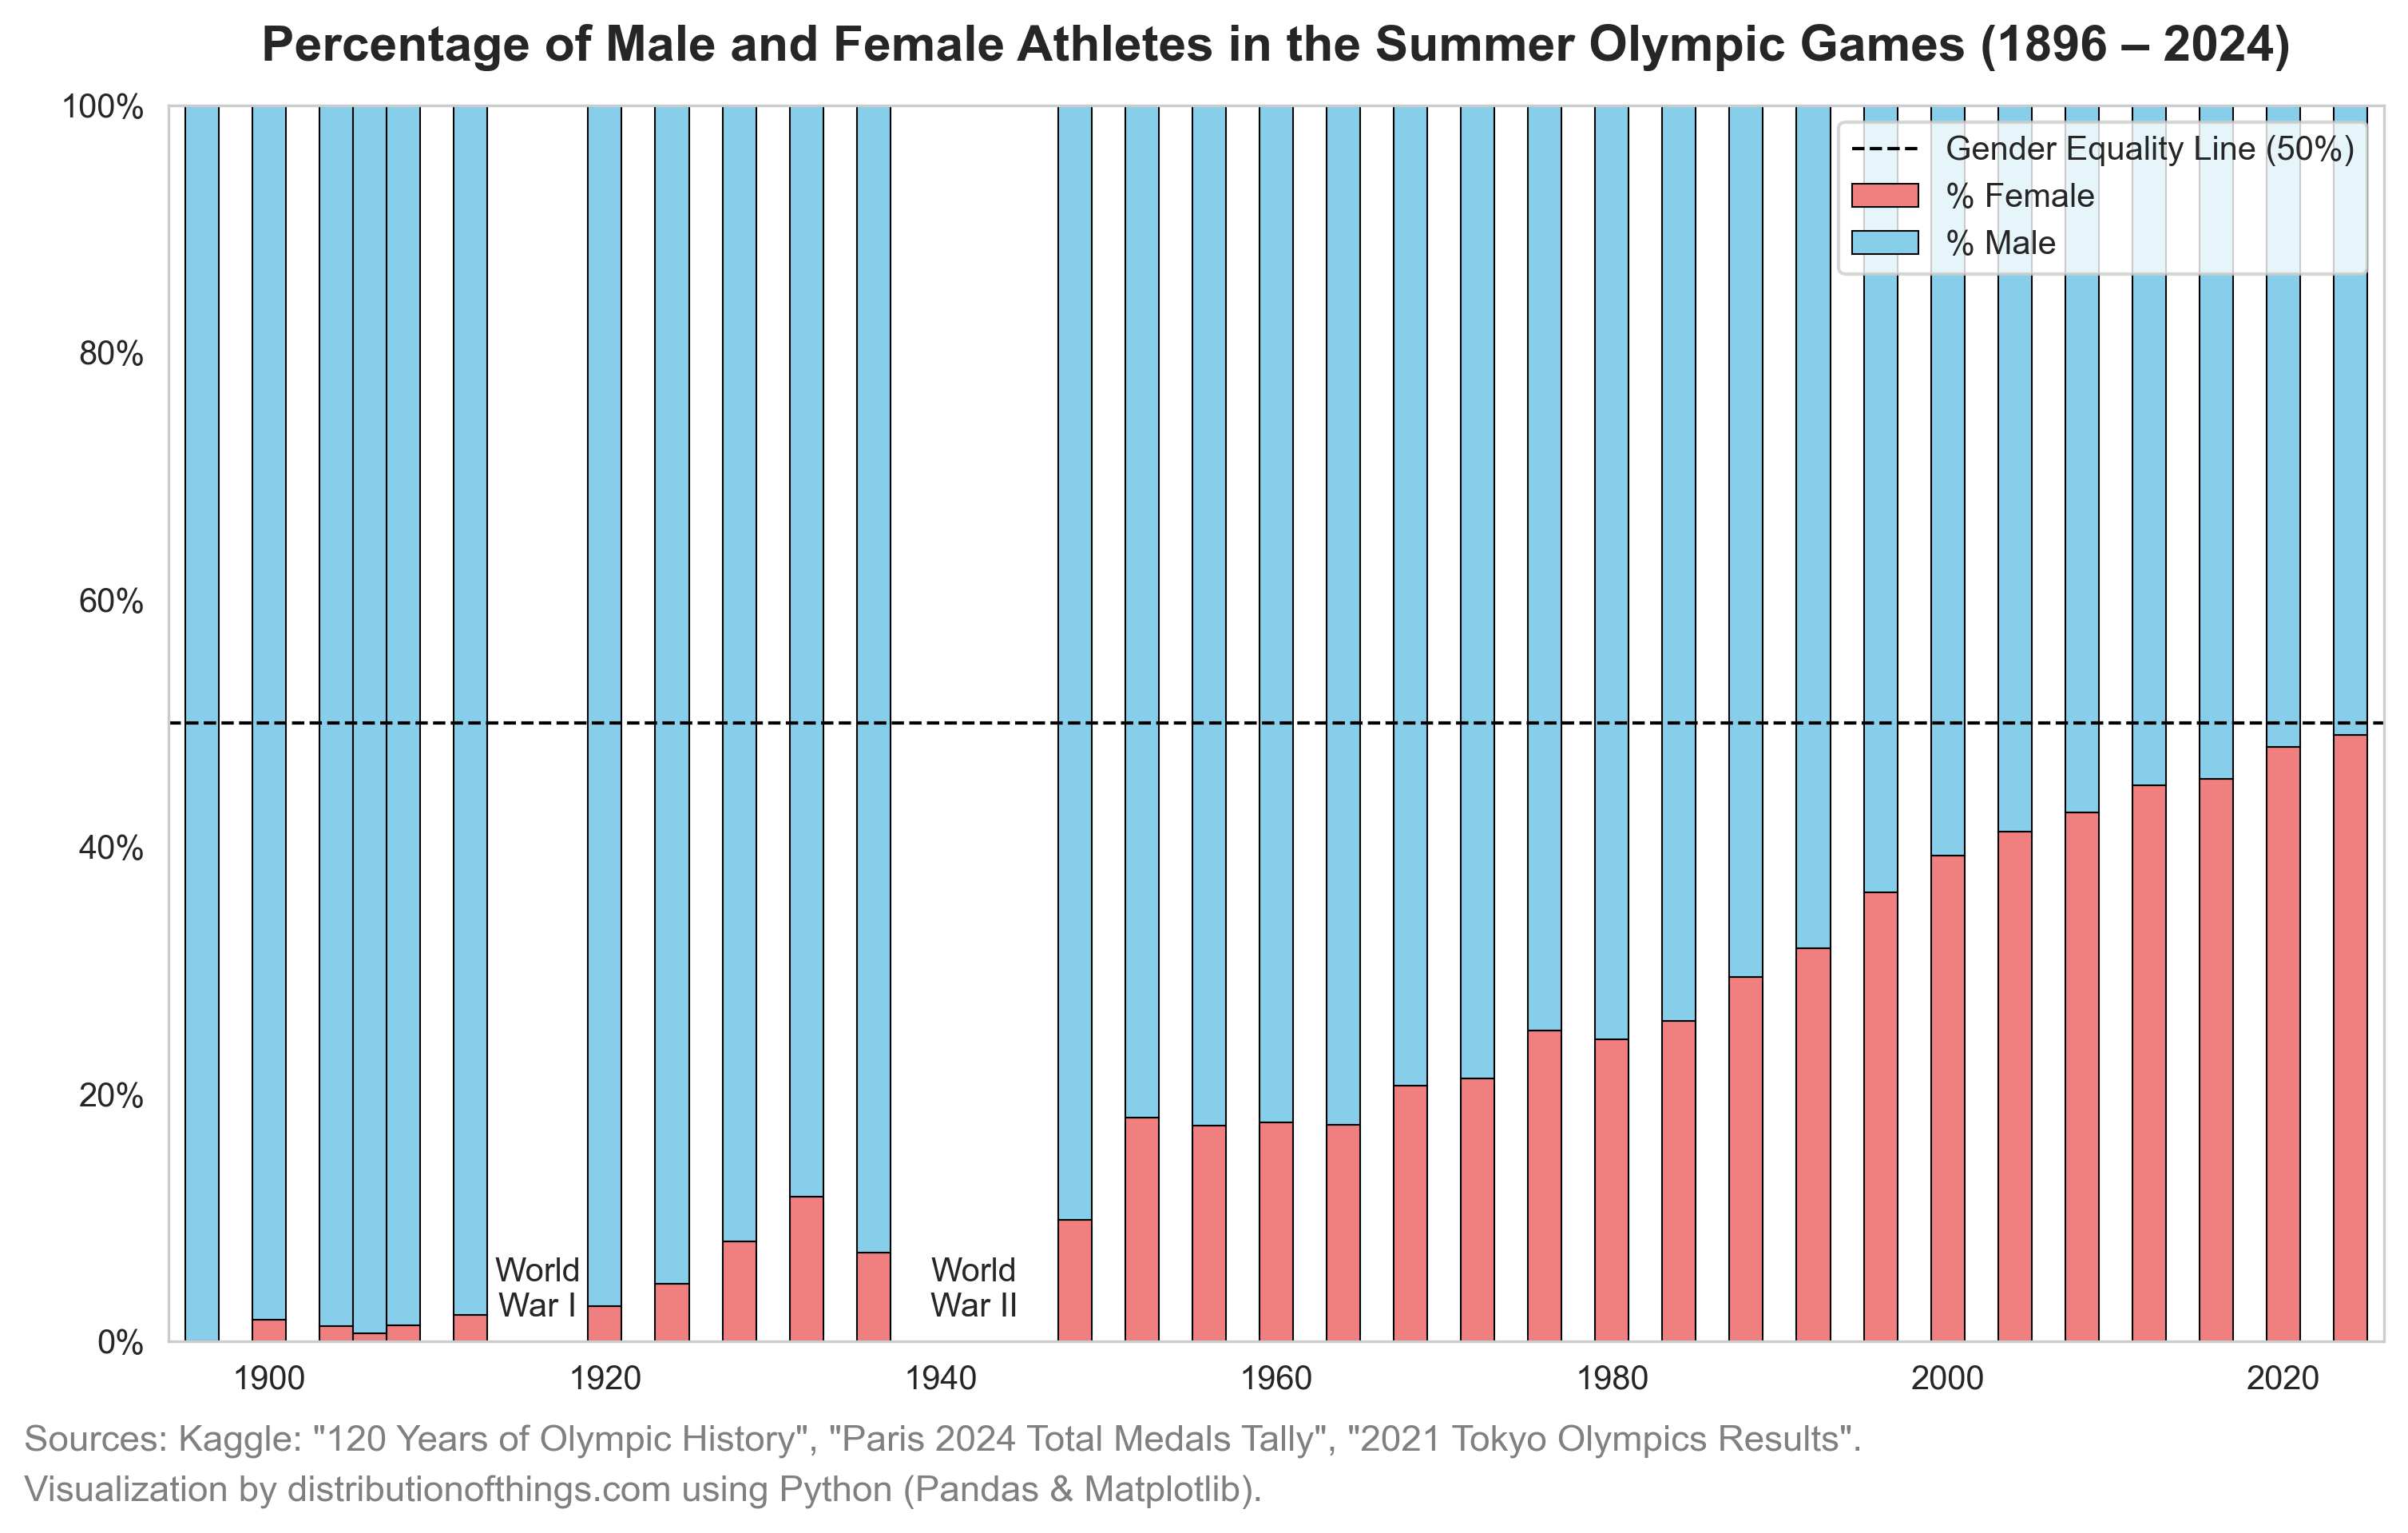 Percentage of Male and Female Athletes in the Summer Olympic Games (1896 – 2024)
100%
80%
60%
40%
20%
0%
Gender Equality Line (50%)
% Female
% Male
World
War I
World
War II
1900
1920
1940
1960
1980
2000
2020
Sources: Kaggle: "120 Years of Olympic History", "Paris 2024 Total Medals Tally", "2021 Tokyo Olympics Results".
Visualization by distributionofthings.com using Python (Pandas & Matplotlib).